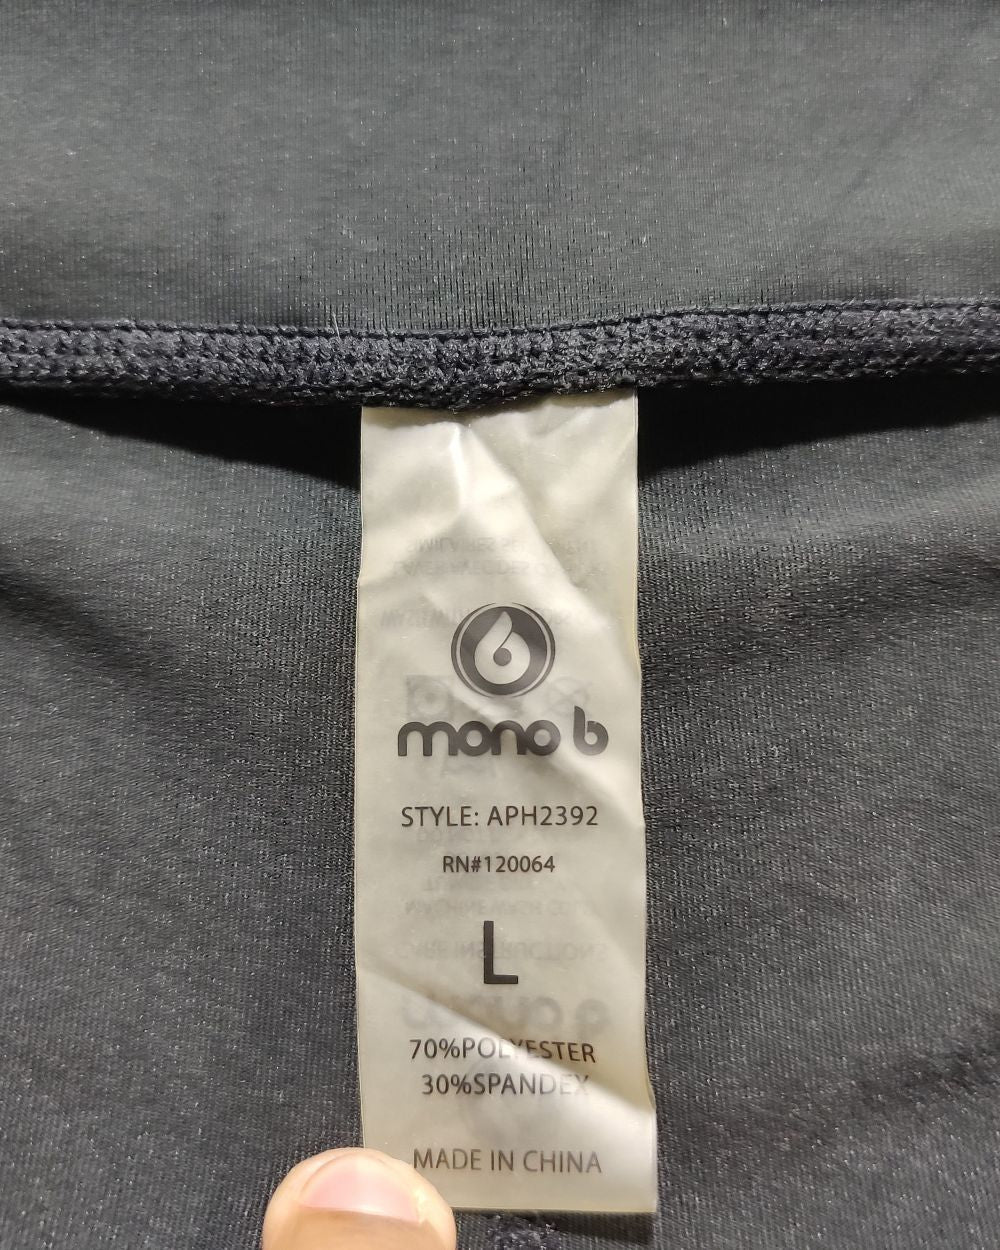 mono b
STYLE: APH2392
RN#120064
L
70%POLYESTER
30%SPANDEX
MADE IN CHINA